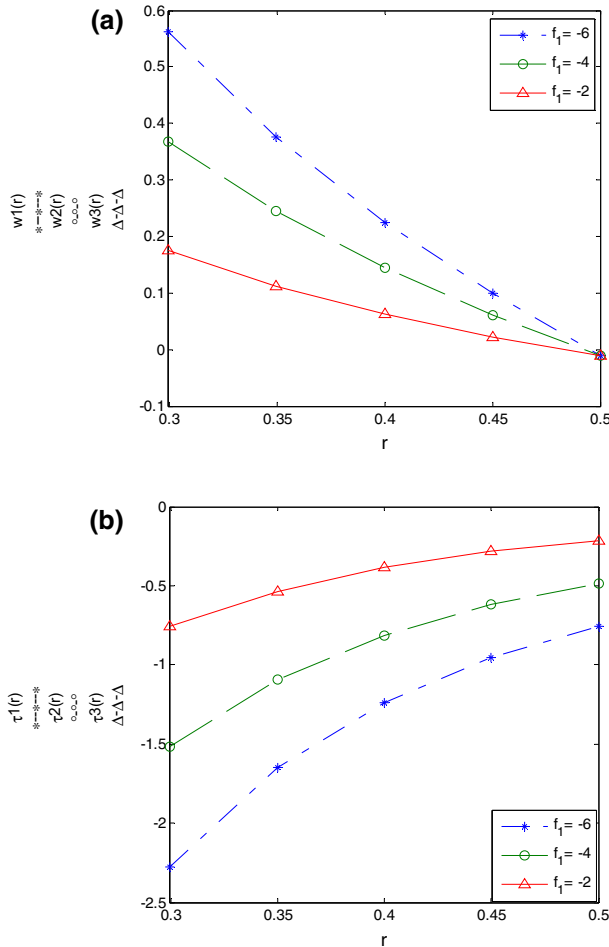 (a)
0.6
0.5
0.4
0.3
0.2
0.1
0
-0.1
0.3
0.35
0.4
0.45
0.5
r
w1(r)
*---*---*
w2(r)
o-o-o
w3(r)
Δ-Δ-Δ
f1= -6
f1= -4
f1= -2
(b)
0
-0.5
-1
-1.5
-2
-2.5
0.3
0.35
0.4
0.45
0.5
r
τ1(r)
*---*---*
τ2(r)
o-o-o
τ3(r)
Δ-Δ-Δ
f1= -6
f1= -4
f1= -2